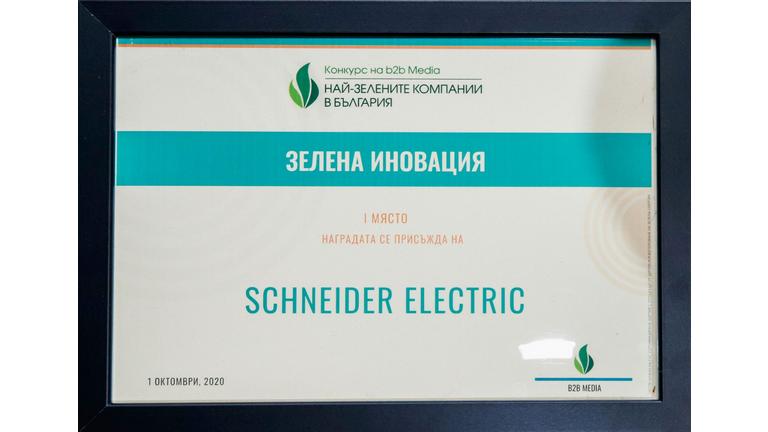 Конкурс на b2b Media
НАЙ-ЗЕЛЕНИТЕ КОМПАНИИ
В БЪЛГАРИЯ
ЗЕЛЕНА ИНОВАЦИЯ
I МЯСТО
НАГРАДАТА СЕ ПРИСЪЖДА НА
SCHNEIDER ELECTRIC
1 ОКТОМВРИ, 2020
B2B MEDIA